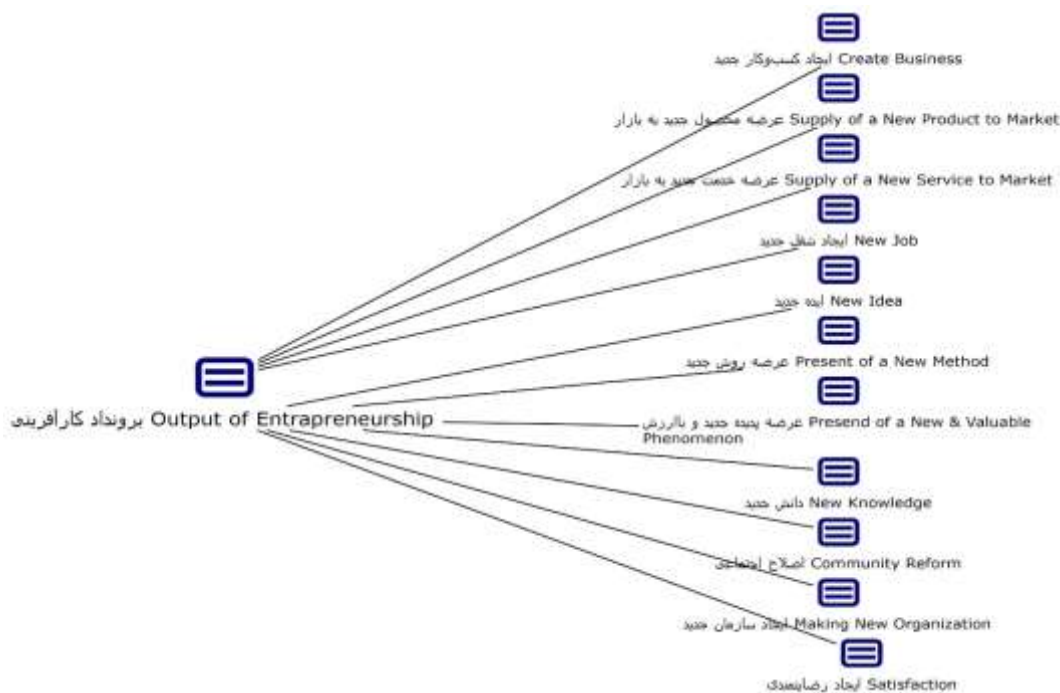 ایجاد کسب‌وکار جدید Create Business
عرضه محصول جدید به بازار Supply of a New Product to Market
عرضه خدمت جدید به بازار Supply of a New Service to Market
ایجاد شغل جدید New Job
ایده جدید New Idea
عرضه روش جدید Present of a New Method
برونداد کارآفرینی Output of Entrapreneurship
عرضه پدیده جدید و باارزش Presend of a New & Valuable
Phenomenon
دانش جدید New Knowledge
اصلاح اجتماعی Community Reform
ایجاد سازمان جدید Making New Organization
ایجاد رضایتمندی Satisfaction